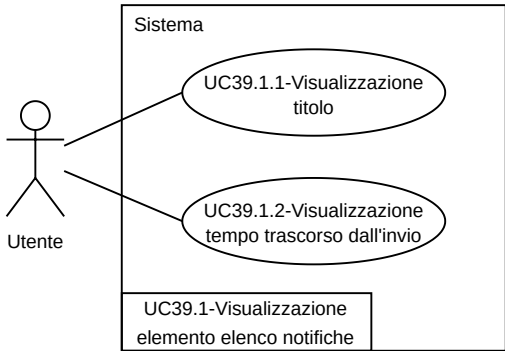 Sistema
UC39.1.1-Visualizzazione
titolo
UC39.1.2-Visualizzazione
tempo trascorso dall'invio
Utente
UC39.1-Visualizzazione
elemento elenco notifiche